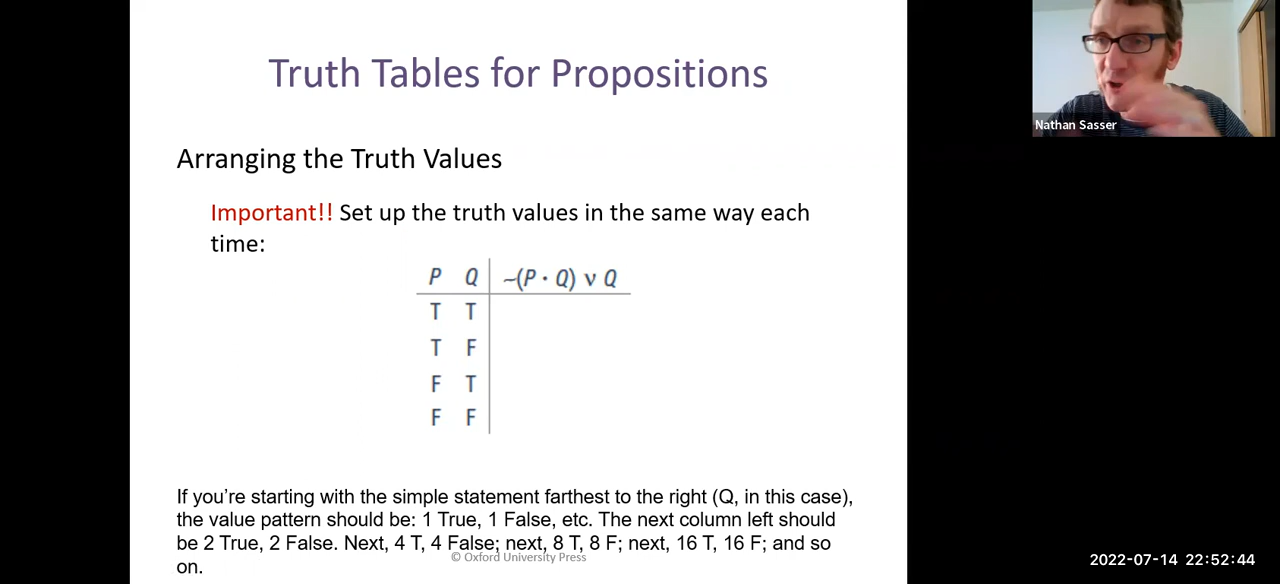 Truth Tables for Propositions
Nathan Sasser
Arranging the Truth Values
Important!! Set up the truth values in the same way each
time:
P Q ~(P · Q) v Q
T T
T F
F T
F F
If you’re starting with the simple statement farthest to the right (Q, in this case),
the value pattern should be: 1 True, 1 False, etc. The next column left should
be 2 True, 2 False. Next, 4 T, 4 False; next, 8 T, 8 F; next, 16 T, 16 F; and so
on.
© Oxford University Press
2022-07-14 22:52:44